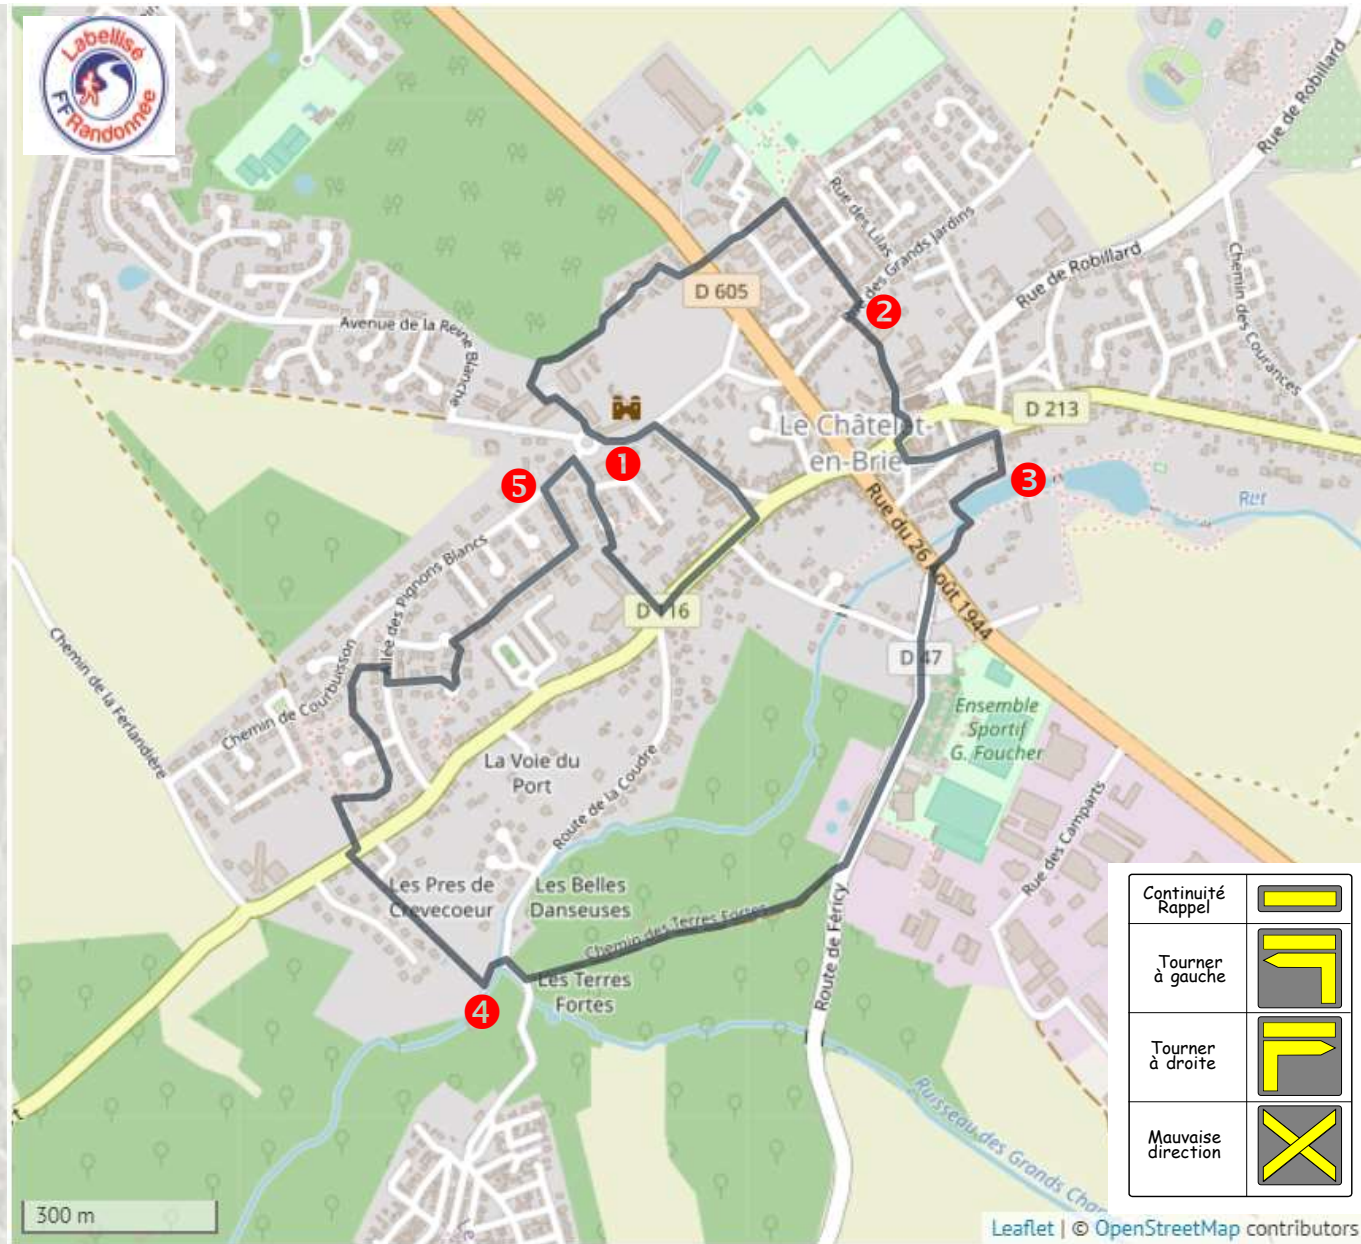 Labellisé
FFRandonnée
Rue de Robillard
Rue des Lilas
Rue de Robillard
des Grands Jardins
Chemin des Courances
D 605
2
Avenue de la Reine Blanche
D 213
Le Châtelet-
en-Brie
1
5
3
Ru
Rue du 26 Août 1944
Allée des Pignons Blancs
D 116
D 47
Chemin de la Ferlandière
Chemin de Courbuisson
Ensemble
Sportif
G. Foucher
La Voie du
Port
Route de la Coudre
Rue des Camparts
Les Pres de
Crevecoeur
Les Belles
Danseuses
Chemin des Terres Fortes
Route de Féricy
Les Terres
Fortes
4
Ruisseau des Grands Cha
Continuité
Rappel
Tourner
à gauche
Tourner
à droite
Mauvaise
direction
300 m
Leaflet | © OpenStreetMap contributors